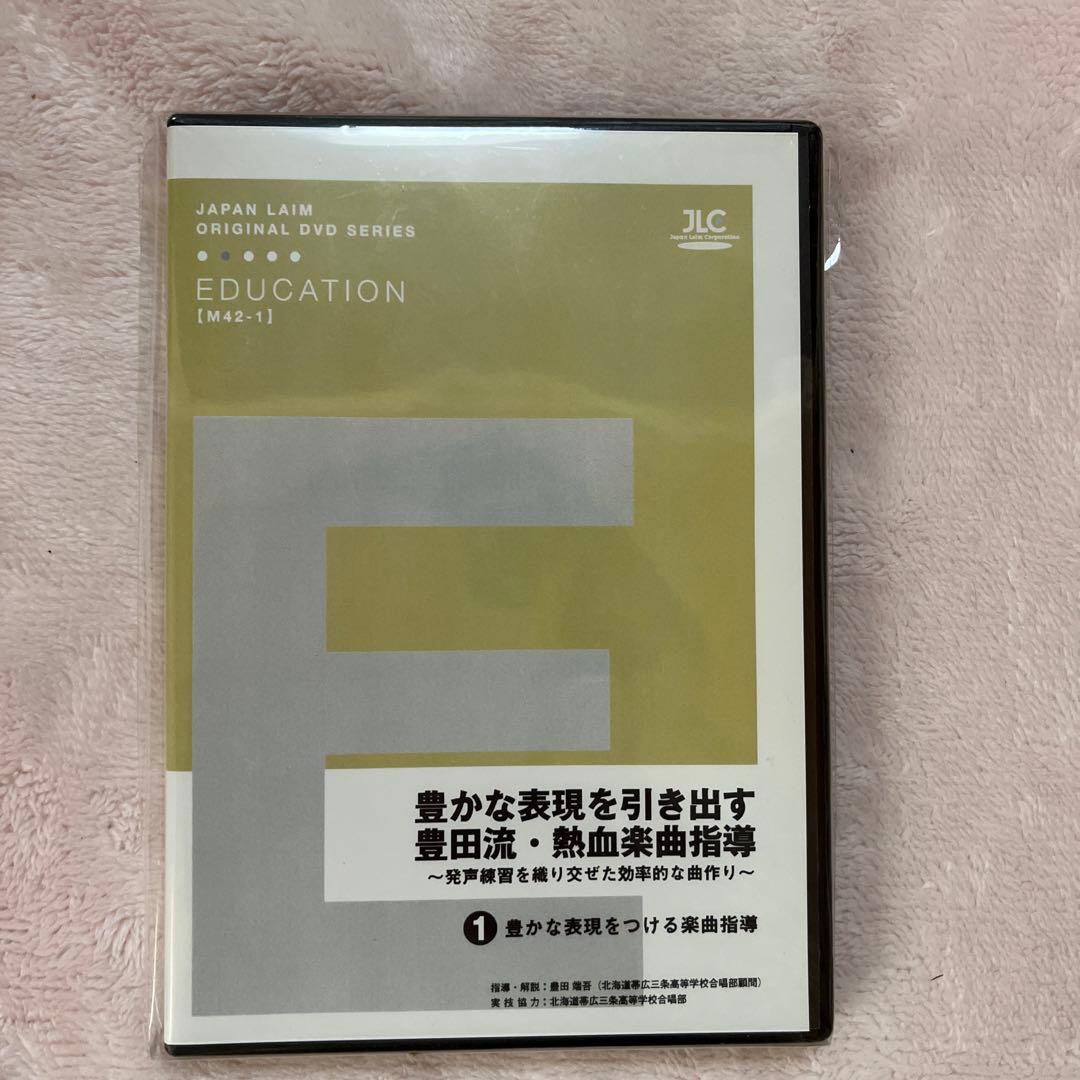 JAPAN LAIM
ORIGINAL DVD SERIES
JLC
Japan Laim Corporation
EDUCATION
【M42-1】
豊かな表現を引き出す
豊田流・熱血楽曲指導
〜発声練習を織り交ぜた効率的な曲作り〜
1 豊かな表現をつける楽曲指導
指導・解説：豊田 端吾（北海道帯広三条高等学校合唱部顧問）
実技協力：北海道帯広三条高等学校合唱部